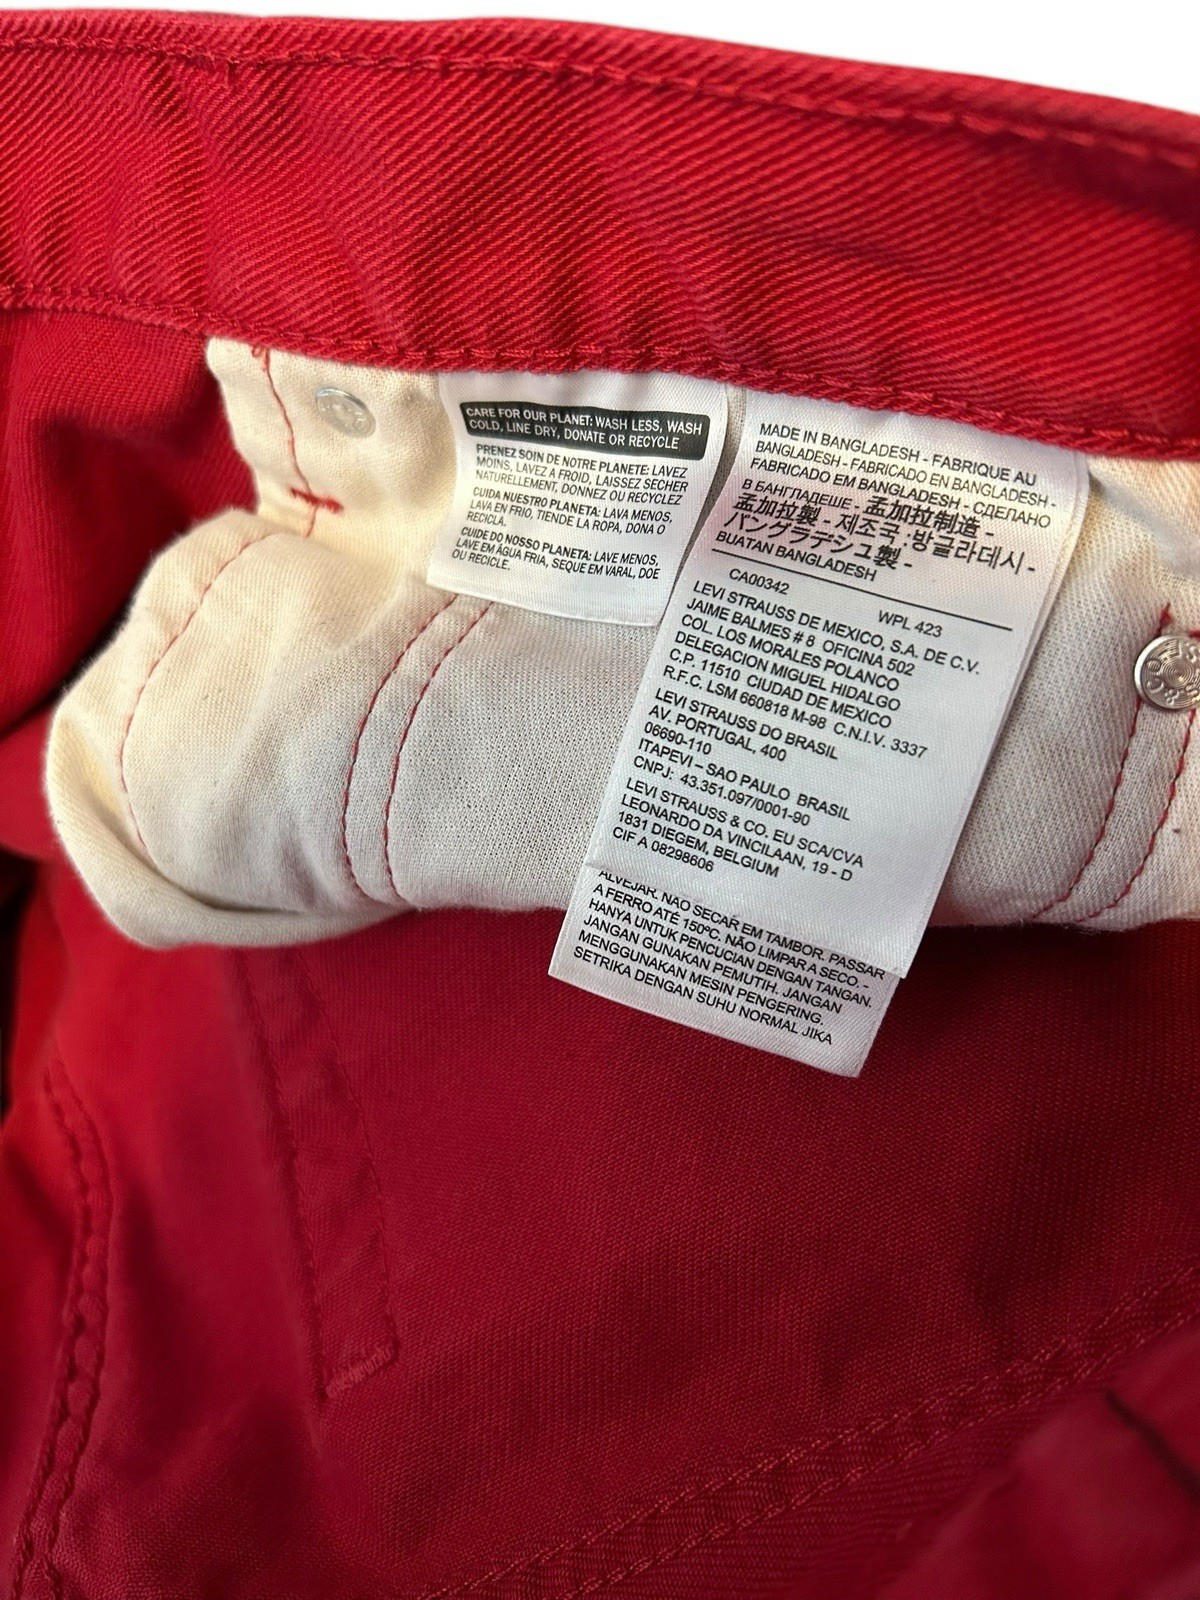 CARE FOR OUR PLANET: WASH LESS, WASH
COLD, LINE DRY, DONATE OR RECYCLE
PRENEZ SOIN DE NOTRE PLANETE: LAVEZ
MOINS, LAVEZ A FROID, LAISSEZ SECHER
NATURELLEMENT, DONNEZ OU RECYCLEZ
CUIDA NUESTRO PLANETA: LAVA MENOS,
LAVA EN FRIO, TIENDE LA ROPA, DONA O
RECICLA.
CUIDE DO NOSSO PLANETA: LAVE MENOS,
LAVE EM ÁGUA FRIA, SEQUE EM VARAL, DOE
OU RECICLE.
MADE IN BANGLADESH - FABRIQUE AU
BANGLADESH - FABRICADO EN BANGLADESH -
FABRICADO EM BANGLADESH - СДЕЛАНО
В БАНГЛАДЕШЕ - 孟加拉制造 -
孟加拉製 - 제조국 :방글라데시 -
バングラデシュ製 -
BUATAN BANGLADESH
CA00342 WPL 423
LEVI STRAUSS DE MEXICO, S.A. DE C.V.
JAIME BALMES # 8 OFICINA 502
COL. LOS MORALES POLANCO
DELEGACION MIGUEL HIDALGO
C.P. 11510 CIUDAD DE MEXICO
R.F.C. LSM 660818 M-98 C.N.I.V. 3337
LEVI STRAUSS DO BRASIL
AV. PORTUGAL, 400
06690-110
ITAPEVI – SAO PAULO BRASIL
CNPJ: 43.351.097/0001-90
LEVI STRAUSS & CO. EU SCA/CVA
LEONARDO DA VINCILAAN, 19 - D
1831 DIEGEM, BELGIUM
CIF A 08298606
ALVEJAR. NÃO SECAR EM TAMBOR. PASSAR
A FERRO ATÉ 150ºC. NÃO LIMPAR A SECO. -
HANYA UNTUK PENCUCIAN DENGAN TANGAN.
JANGAN GUNAKAN PEMUTIH. JANGAN
MENGGUNAKAN MESIN PENGERING.
SETRIKA DENGAN SUHU NORMAL JIKA